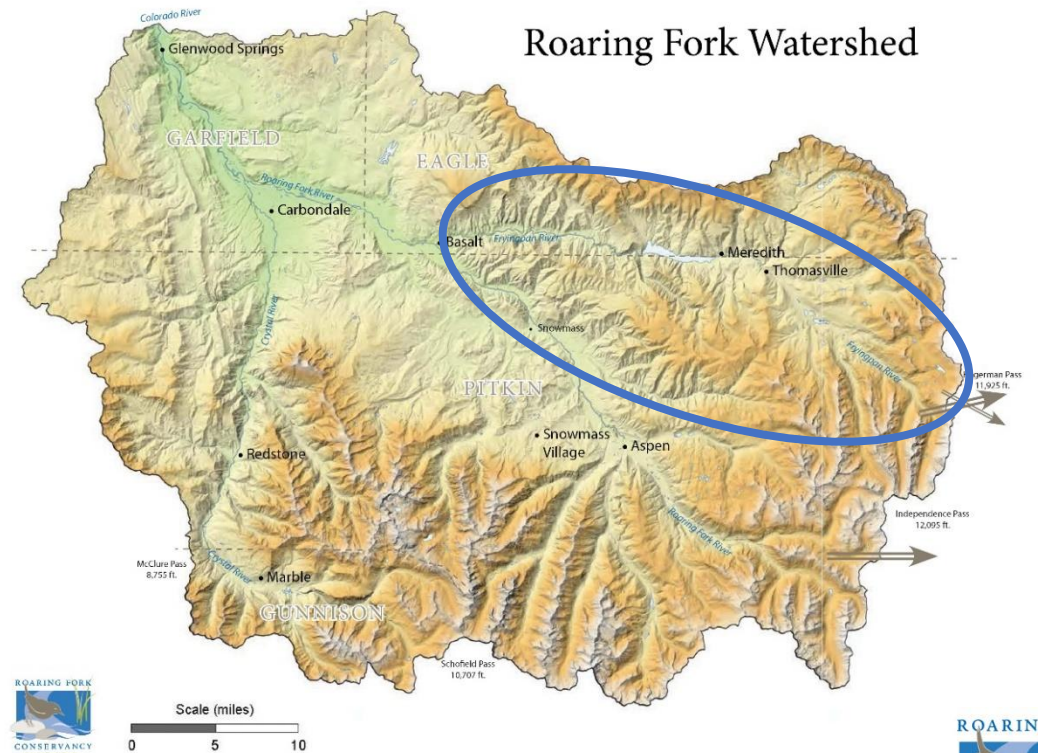 Colorado River
Roaring Fork Watershed
Glenwood Springs
GARFIELD
EAGLE
Roaring Fork River
Carbondale
Basalt
Fryingpan River
Meredith
Thomasville
Crystal River
Snowmass
Fryingpan River
PITKIN
11,925 ft.
Snowmass
Village
Aspen
Redstone
Independence Pass
12,095 ft.
Roaring Fork River
McClure Pass
8,755 ft.
Crystal River
Marble
GUNNISON
Schofield Pass
10,707 ft.
ROARING FORK
CONSERVANCY
Scale (miles)
0 5 10
ROARIN